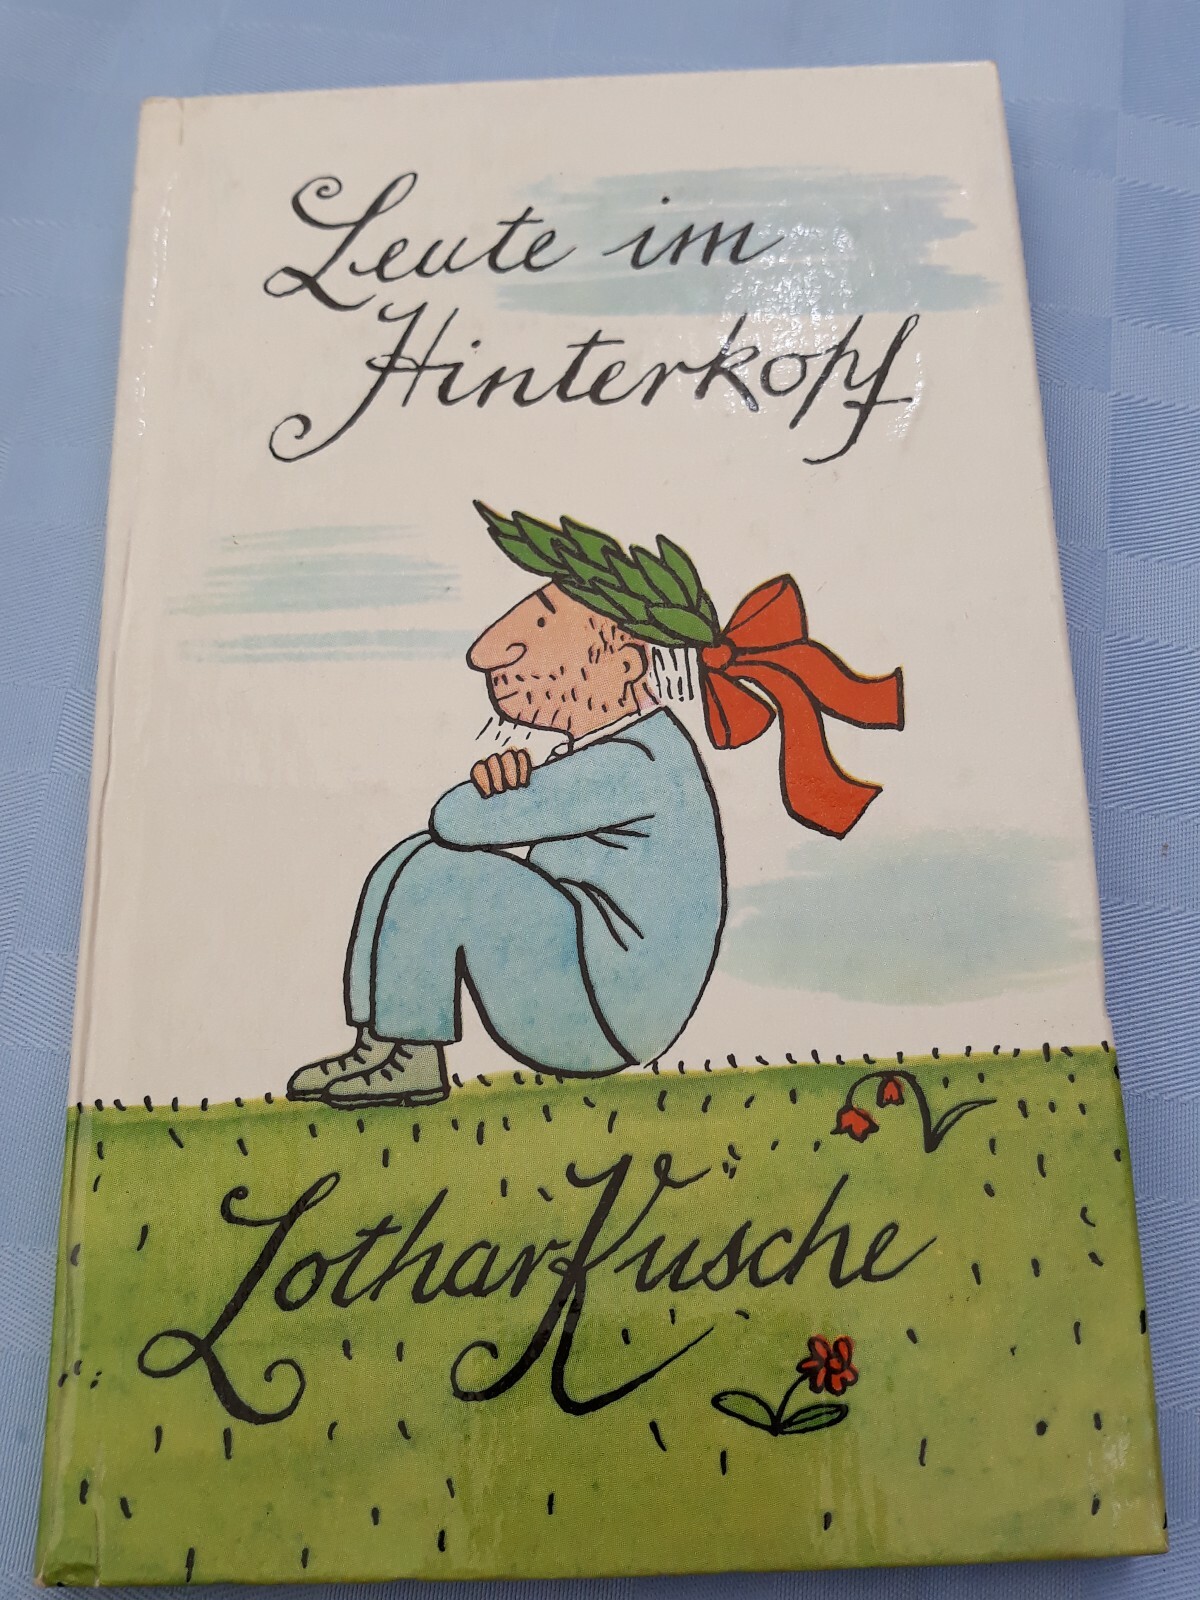 Leute im
Hinterkopf
Lothar Kusche